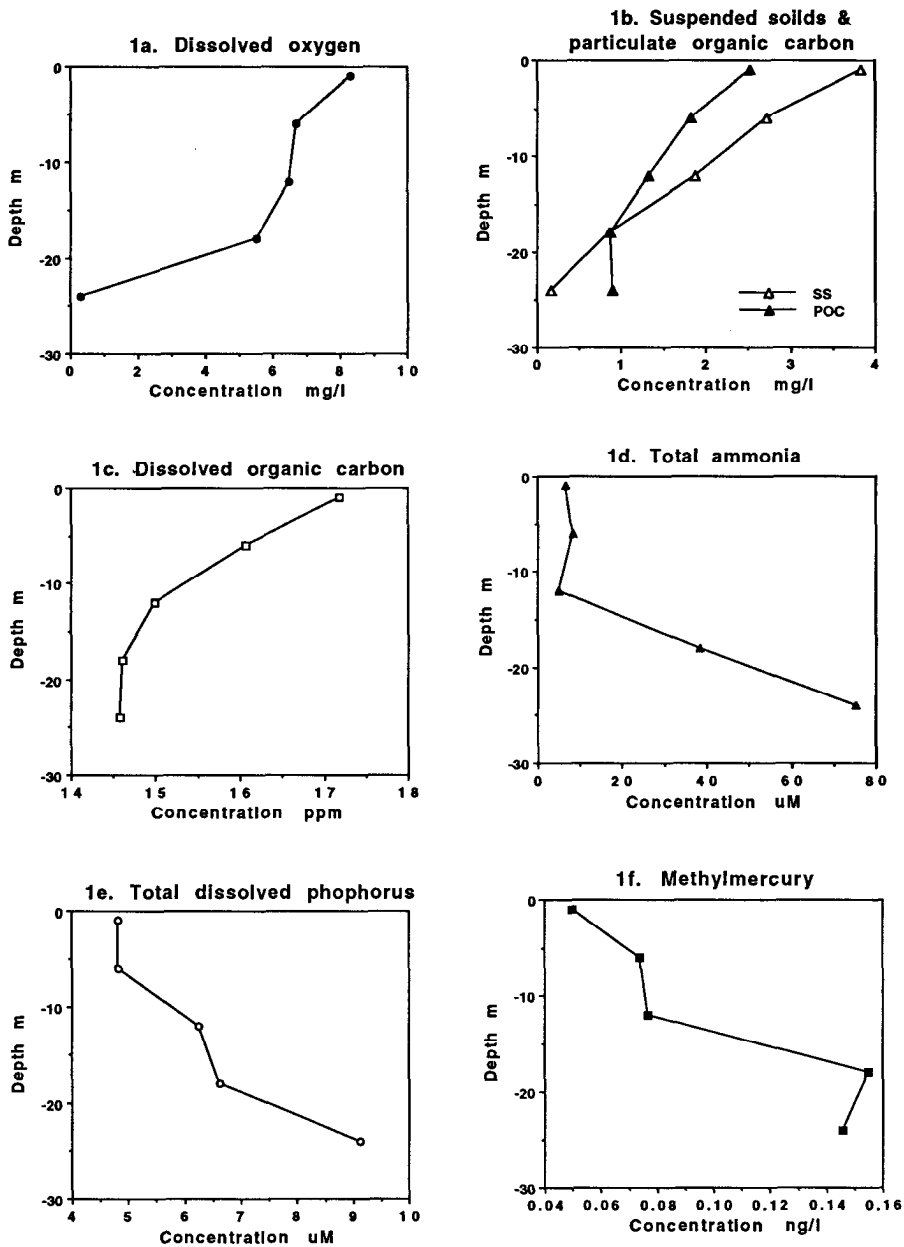 1a. Dissolved oxygen
0
-10
-20
-30
Depth m
0 2 4 6 8 10
Concentration mg/l
1b. Suspended soilds &
particulate organic carbon
0
-10
-20
-30
Depth m
SS
POC
0 1 2 3 4
Concentration mg/l
1c. Dissolved organic carbon
0
-10
-20
-30
Depth m
14 15 16 17 18
Concentration ppm
1d. Total ammonia
0
-10
-20
-30
Depth m
0 20 40 60 80
Concentration uM
1e. Total dissolved phophorus
0
-10
-20
-30
Depth m
4 5 6 7 8 9 10
Concentration uM
1f. Methylmercury
0
-10
-20
-30
Depth m
0.04 0.06 0.08 0.10 0.12 0.14 0.16
Concentration ng/l